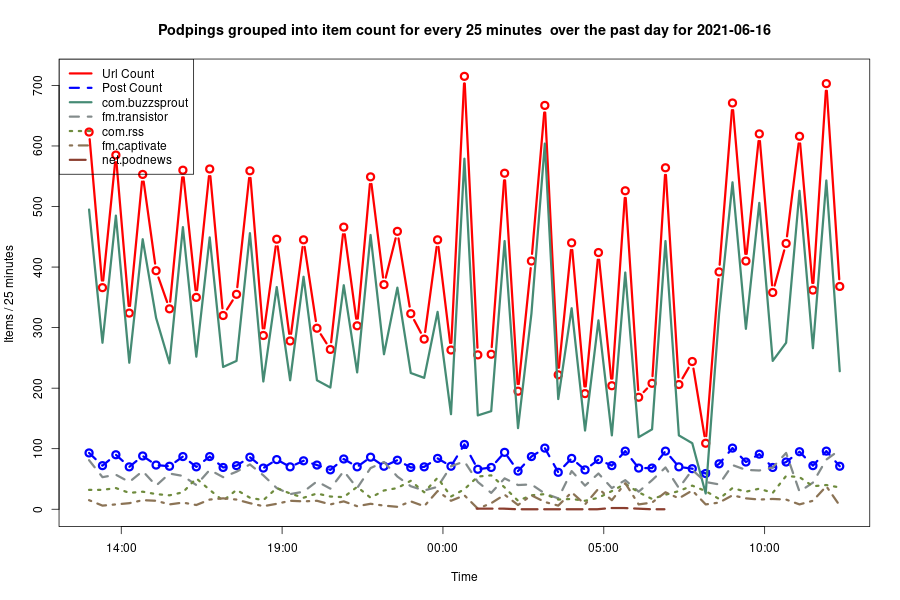 Podpings grouped into item count for every 25 minutes  over the past day for 2021-06-16
Items / 25 minutes
700
600
500
400
300
200
100
0
Url Count
Post Count
com.buzzsprout
fm.transistor
com.rss
fm.captivate
net.podnews
14:00
19:00
00:00
05:00
10:00
Time